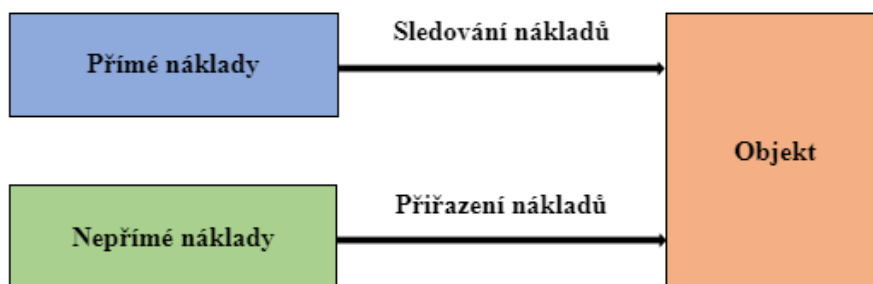 Sledování nákladů
Přímé náklady
Objekt
Přiřazení nákladů
Nepřímé náklady